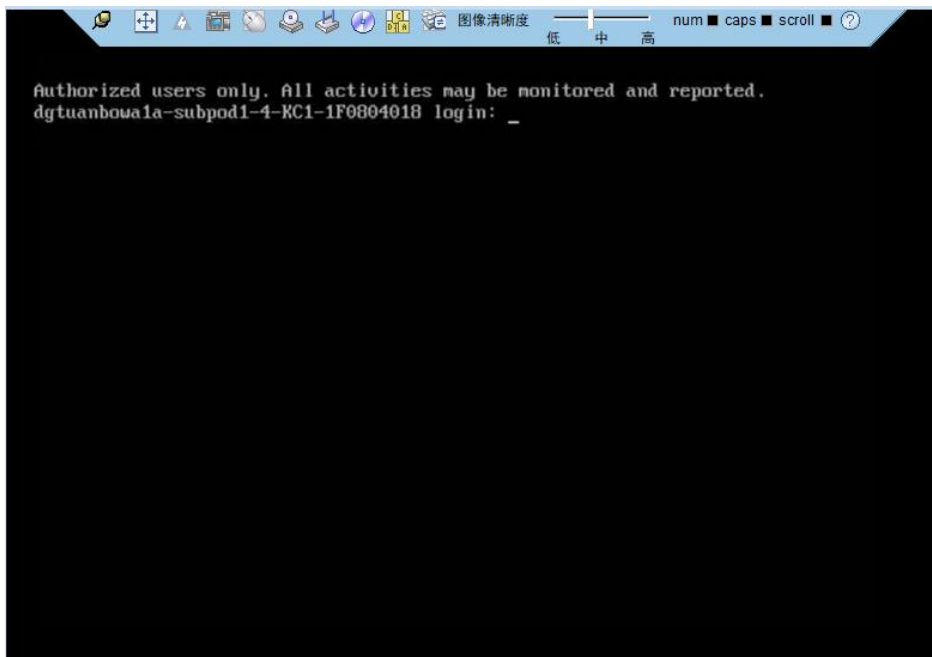 图像清晰度 num caps scroll ?
低 中 高
Authorized users only. All activities may be monitored and reported.
dgtuanbowa1a-subpod1-4-KC1-1F0804018 login: _